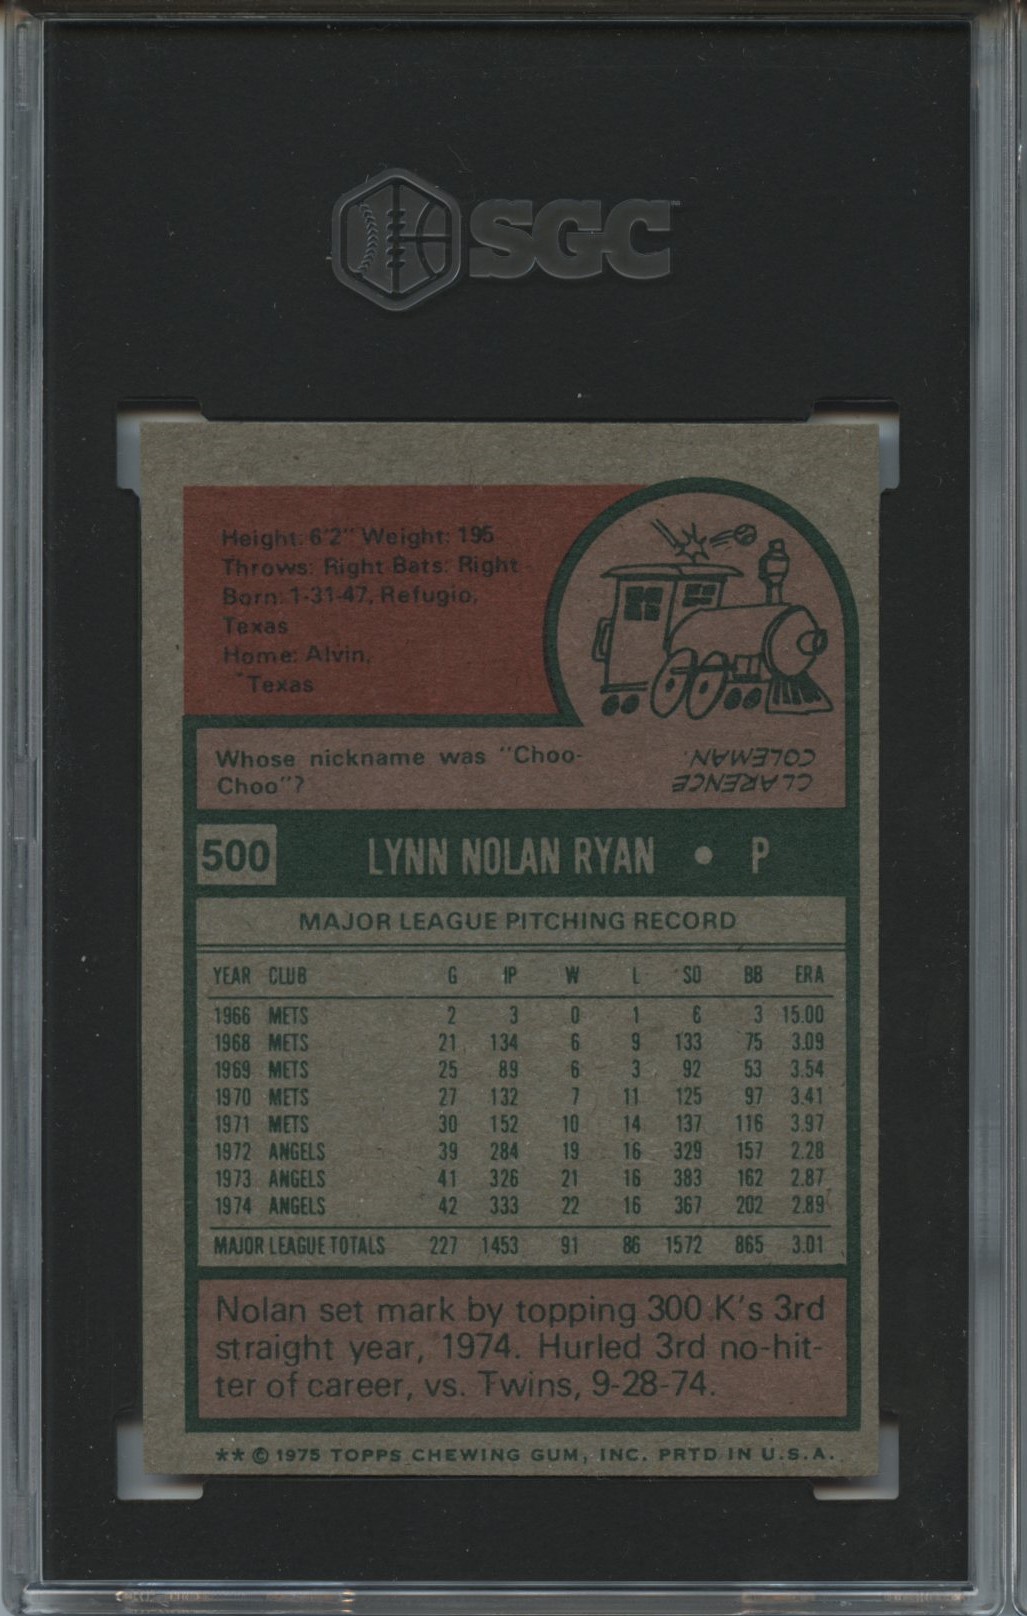 SGC™
Height: 6'2" Weight: 195
Throws: Right Bats: Right
Born: 1-31-47, Refugio,
Texas
Home: Alvin,
Texas
Whose nickname was "Choo-
Choo"?
CLARENCE
COLEMAN.
500 LYNN NOLAN RYAN • P
MAJOR LEAGUE PITCHING RECORD
YEAR CLUB G IP W L SO BB ERA
1966 METS 2 3 0 1 6 3 15.00
1968 METS 21 134 6 9 133 75 3.09
1969 METS 25 89 6 3 92 53 3.54
1970 METS 27 132 7 11 125 97 3.41
1971 METS 30 152 10 14 137 116 3.97
1972 ANGELS 39 284 19 16 329 157 2.28
1973 ANGELS 41 326 21 16 383 162 2.87
1974 ANGELS 42 333 22 16 367 202 2.89
MAJOR LEAGUE TOTALS 227 1453 91 86 1572 865 3.01
Nolan set mark by topping 300 K's 3rd
straight year, 1974. Hurled 3rd no-hit-
ter of career, vs. Twins, 9-28-74.
** © 1975 TOPPS CHEWING GUM, INC. PRTD IN U.S.A.